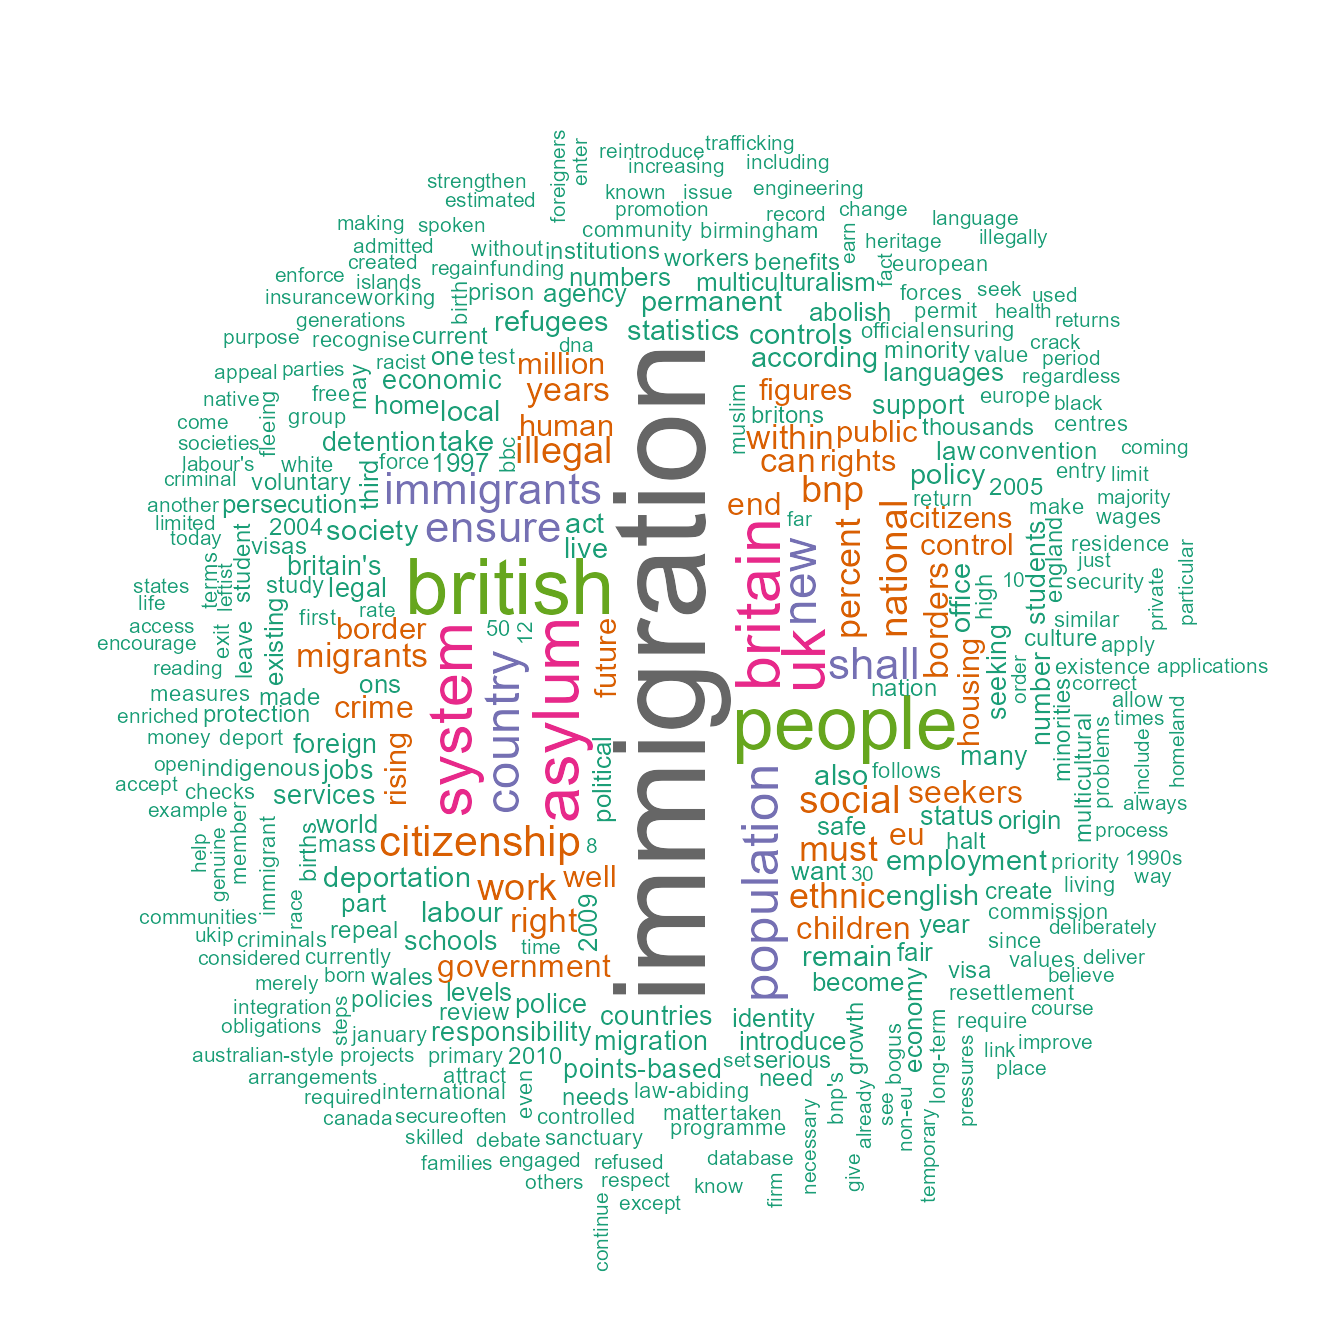 trafficking
reintroduce
foreigners
enter
increasing
including
strengthen
estimated
known
issue
engineering
promotion
record
change
language
making
spoken
community
birmingham
earn
heritage
illegally
admitted
without
institutions
workers
benefits
fact
european
created
regain
funding
numbers
multiculturalism
enforce
islands
birth
prison
agency
permanent
forces
seek
used
insurance
working
abolish
permit
health
returns
generations
refugees
statistics
controls
official
ensuring
purpose
recognise
current
one
test
dna
according
minority
value
crack
period
appeal
parties
racist
million
languages
regardless
economic
years
figures
native
free
may
home
local
muslim
britons
support
europe
black
come
fleeing
group
human
within
public
thousands
centres
societies
detention
take
illegal
bbc
can
rights
law
convention
coming
labour's
white
force
1997
policy
entry
limit
criminal
voluntary
third
immigrants
bnp
return
2005
majority
another
persecution
end
far
national
citizens
make
wages
limited
2004
society
ensure
act
today
visas
live
britain
new
percent
control
students
england
residence
student
britain's
british
immigration
just
particular
states
terms
leftist
study
legal
borders
office
high
10
security
private
life
first
rate
similar
access
exit
leave
existing
border
50
12
future
uk
shall
seeking
culture
apply
encourage
migrants
system
country
asylum
housing
order
number
existence
applications
reading
ons
nation
correct
measures
made
crime
people
minorities
allow
enriched
protection
times
money
deport
foreign
rising
political
many
multicultural
problems
include
homeland
open
indigenous
jobs
population
also
follows
accept
checks
services
social
seekers
always
example
world
safe
status
origin
process
help
genuine
member
immigrant
births
mass
citizenship
8
must
eu
halt
employment
priority
1990s
deportation
work
well
want
30
living
way
race
part
labour
right
2009
ethnic
english
create
commission
communities
repeal
children
year
deliberately
ukip
criminals
schools
time
since
considered
currently
government
remain
fair
values
deliver
merely
born
wales
become
economy
visa
believe
integration
policies
levels
police
resettlement
course
obligations
steps
january
review
responsibility
countries
identity
growth
bogus
long-term
require
improve
migration
introduce
link
australian-style
projects
primary
2010
points-based
set
serious
pressures
place
arrangements
attract
even
need
required
international
needs
law-abiding
bnp's
already
see
non-eu
canada
secure
often
controlled
matter
taken
programme
necessary
temporary
skilled
debate
sanctuary
families
engaged
refused
database
give
others
respect
know
firm
continue
except